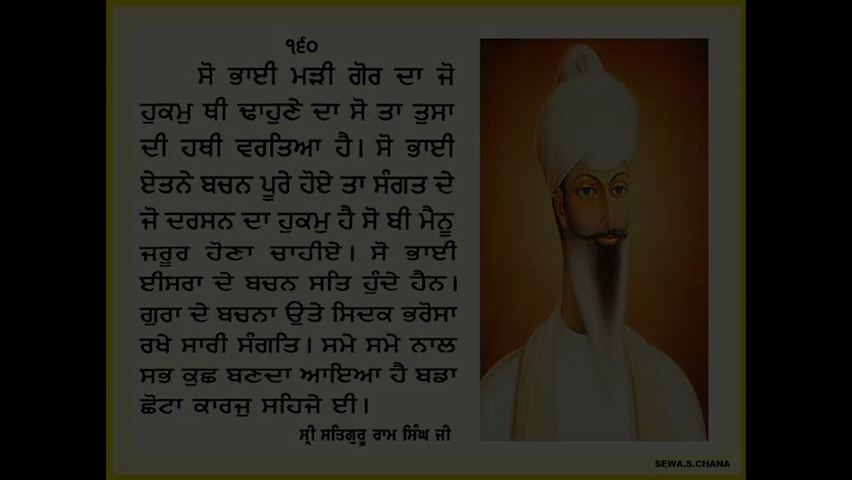 ੧੬੦
ਸੋ ਭਾਈ ਮੜੀ ਗੋਰ ਦਾ ਜੋ
ਹੁਕਮੁ ਥੀ ਢਾਹੁਣੇ ਦਾ ਸੋ ਤਾ ਤੁਸਾ
ਦੀ ਹਥੀ ਵਰਤਿਆ ਹੈ। ਸੋ ਭਾਈ
ਏਤਨੇ ਬਚਨ ਪੂਰੇ ਹੋਏ ਤਾ ਸੰਗਤ ਦੇ
ਜੋ ਦਰਸਨ ਦਾ ਹੁਕਮੁ ਹੈ ਸੋ ਬੀ ਮੈਨੂ
ਜਰੂਰ ਹੋਣਾ ਚਾਹੀਏ। ਸੋ ਭਾਈ
ਈਸਰਾ ਦੇ ਬਚਨ ਸਤਿ ਹੁੰਦੇ ਹੈਨ।
ਗੁਰਾ ਦੇ ਬਚਨਾ ਉਤੇ ਸਿਦਕ ਭਰੋਸਾ
ਰਖੇ ਸਾਰੀ ਸੰਗਤਿ। ਸਮੇ ਸਮੇ ਨਾਲ
ਸਭ ਕੁਛ ਬਣਦਾ ਆਇਆ ਹੈ ਬਡਾ
ਛੋਟਾ ਕਾਰਜੁ ਸਹਿਜੇ ਈ।
ਸ੍ਰੀ ਸਤਿਗੁਰੂ ਰਾਮ ਸਿੰਘ ਜੀ
SEWA.S.CHANA